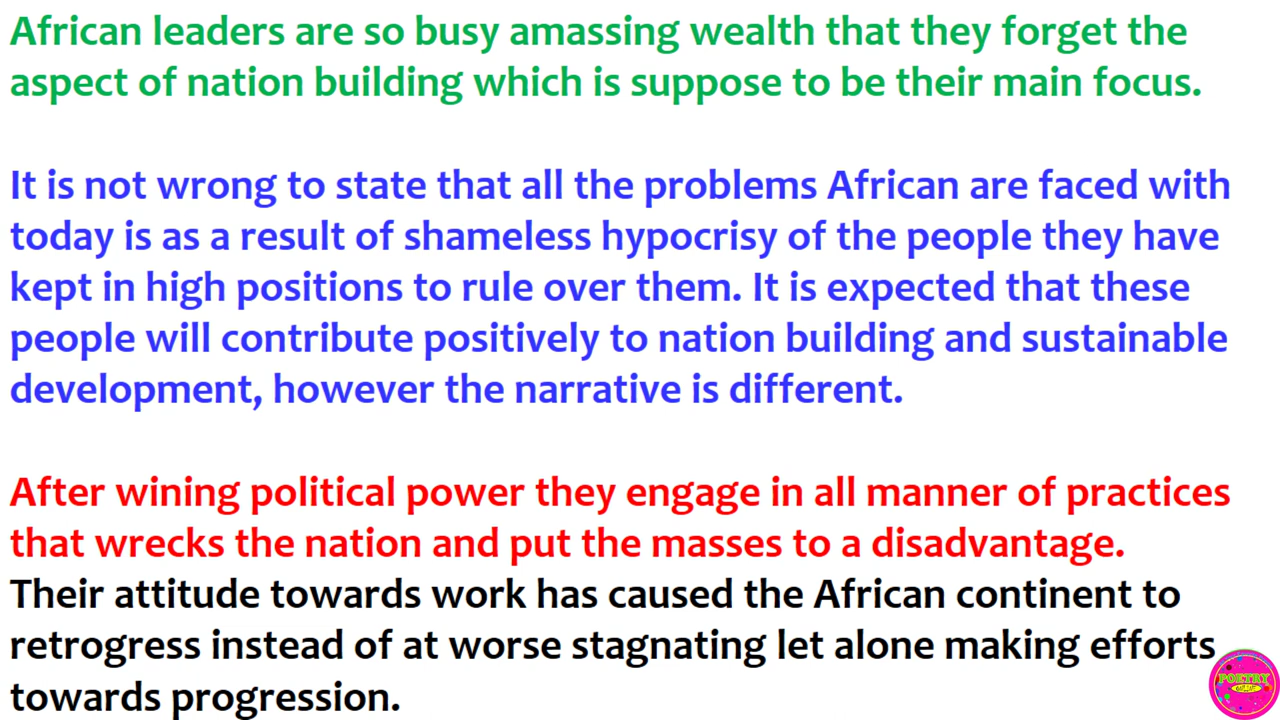 African leaders are so busy amassing wealth that they forget the
aspect of nation building which is suppose to be their main focus.
It is not wrong to state that all the problems African are faced with
today is as a result of shameless hypocrisy of the people they have
kept in high positions to rule over them. It is expected that these
people will contribute positively to nation building and sustainable
development, however the narrative is different.
After wining political power they engage in all manner of practices
that wrecks the nation and put the masses to a disadvantage.
Their attitude towards work has caused the African continent to
retrogress instead of at worse stagnating let alone making efforts
towards progression.
POETRY